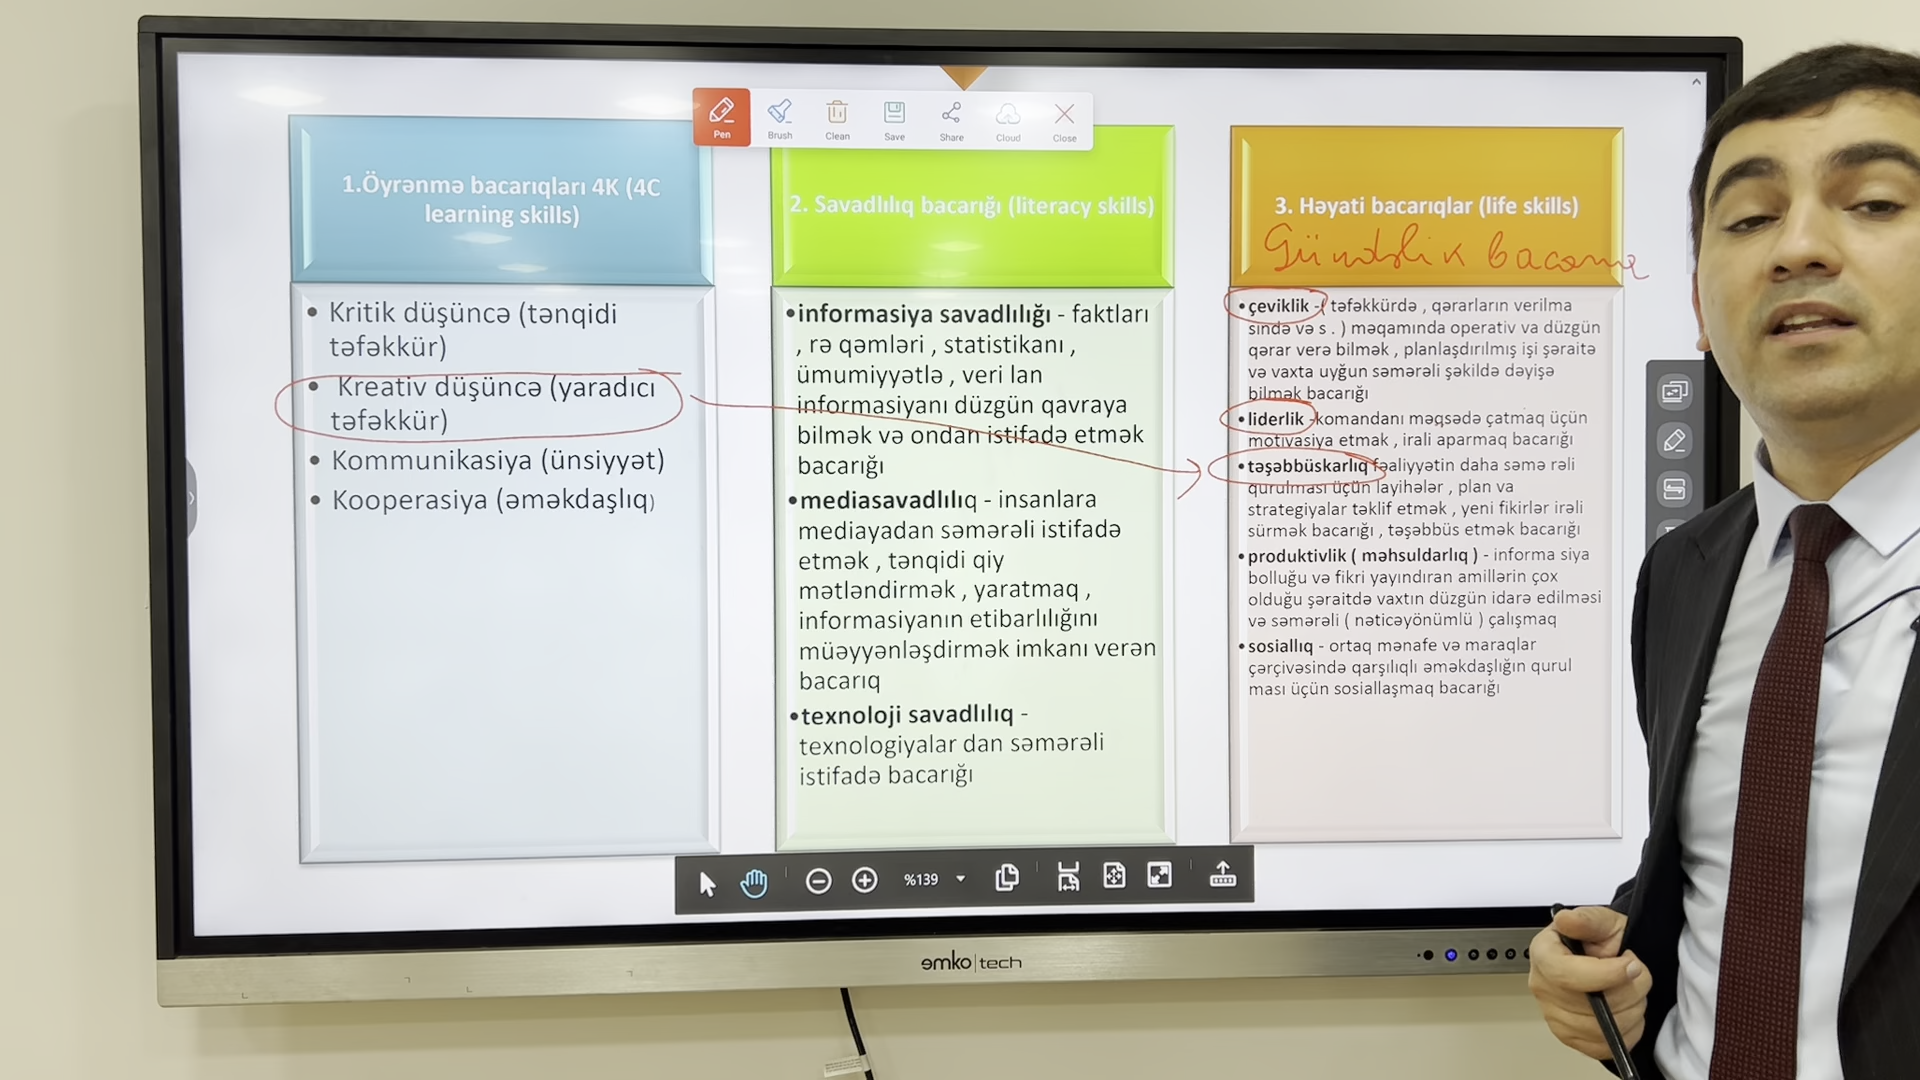 Pen
Brush
Clean
Save
Share
Cloud
Close
1.Öyrənmə bacarıqları 4K (4C
learning skills)
• Kritik düşüncə (tənqidi
təfəkkür)
• Kreativ düşüncə (yaradıcı
təfəkkür)
• Kommunikasiya (ünsiyyət)
• Kooperasiya (əməkdaşlıq)
2. Savadlılıq bacarığı (literacy skills)
•informasiya savadlılığı - faktları
, rə qəmləri , statistikanı ,
ümumiyyətlə , veri lan
informasiyanı düzgün qavraya
bilmək və ondan istifadə etmək
bacarığı
•mediasavadlılıq - insanlara
mediayadan səmərəli istifadə
etmək , tənqidi qiy
mətləndirmək , yaratmaq ,
informasiyanın etibarlılığını
müəyyənləşdirmək imkanı verən
bacarıq
•texnoloji savadlılıq -
texnologiyalar dan səmərəli
istifadə bacarığı
3. Həyati bacarıqlar (life skills)
Gündəlik
•çeviklik -( təfəkkürdə , qərarların verilma
sində və s . ) məqamında operativ va düzgün
qərar verə bilmək , planlaşdırılmış işi şəraitə
və vaxta uyğun səmərəli şəkildə dəyişə
bilmək bacarığı
•liderlik -komandanı məqsədə çatmaq üçün
motivasiya etmak , irali aparmaq bacarığı
•təşəbbüskarlıq fəaliyyətin daha səmə rəli
qurulması üçün layihələr , plan va
strategiyalar təklif etmək , yeni fikirlər irəli
sürmək bacarığı , təşəbbüs etmək bacarığı
•produktivlik ( məhsuldarlıq ) - informa siya
bolluğu və fikri yayındıran amillərin çox
olduğu şəraitdə vaxtın düzgün idarə edilməsi
və səmərəli ( nəticəyönümlü ) çalışmaq
•sosiallıq - ortaq mənafe və maraqlar
çərçivəsində qarşılıqlı əməkdaşlığın qurul
ması üçün sosiallaşmaq bacarığı
%139
emko|tech